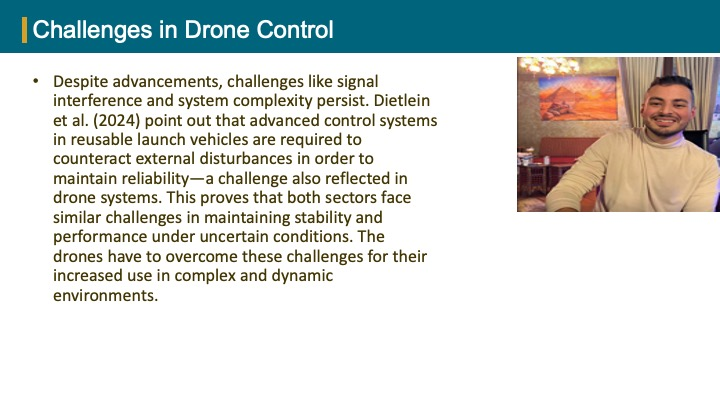 Challenges in Drone Control
• Despite advancements, challenges like signal
interference and system complexity persist. Dietlein
et al. (2024) point out that advanced control systems
in reusable launch vehicles are required to
counteract external disturbances in order to
maintain reliability—a challenge also reflected in
drone systems. This proves that both sectors face
similar challenges in maintaining stability and
performance under uncertain conditions. The
drones have to overcome these challenges for their
increased use in complex and dynamic
environments.